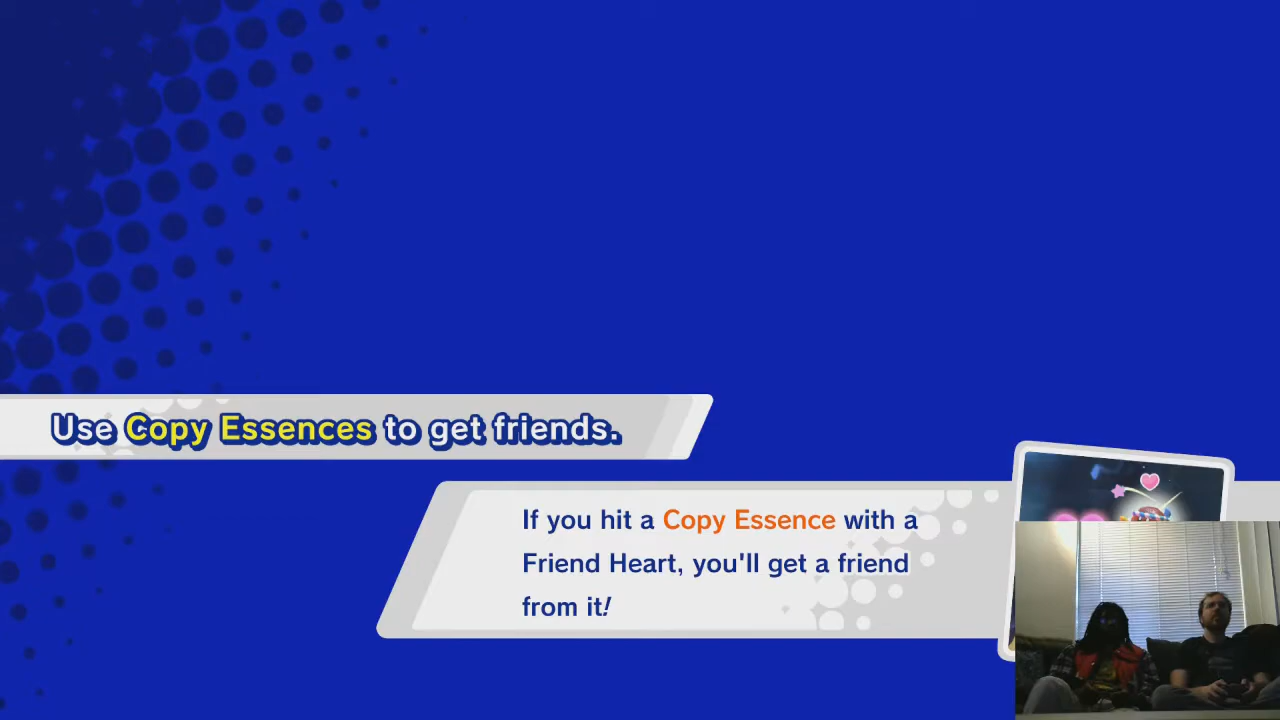 Use Copy Essences to get friends.
If you hit a Copy Essence with a
Friend Heart, you'll get a friend
from it!